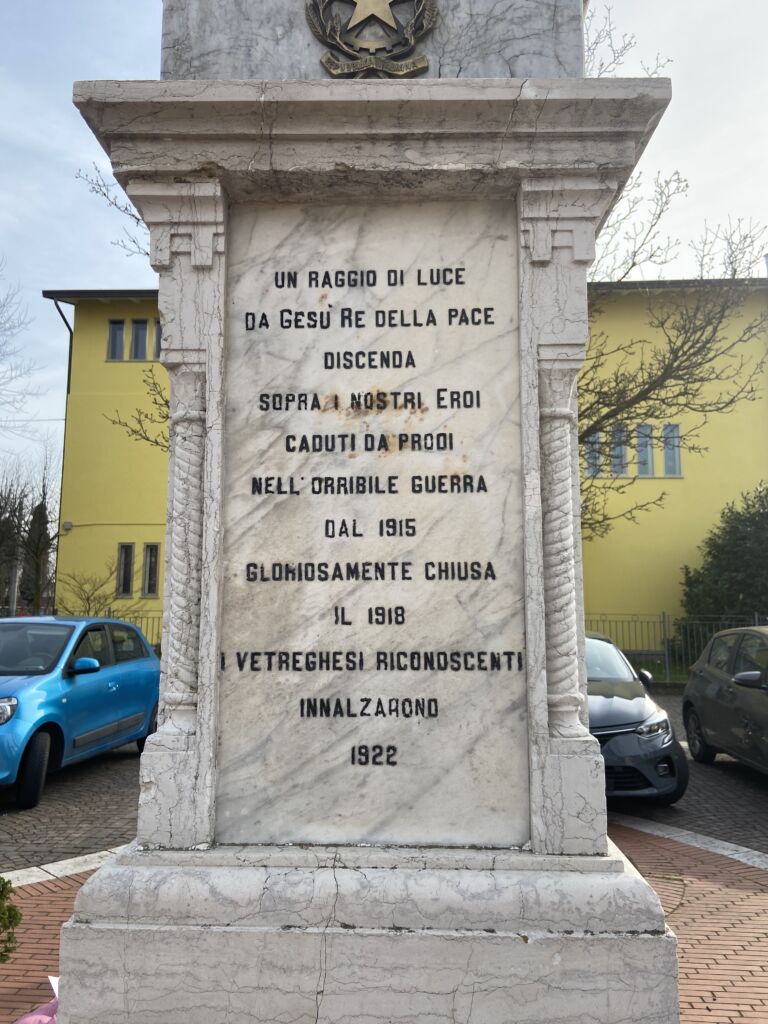 UN RAGGIO DI LUCE
DA GESÙ RE DELLA PACE
DISCENDA
SOPRA I NOSTRI EROI
CADUTI DA PRODI
NELL'ORRIBILE GUERRA
DAL 1915
GLORIOSAMENTE CHIUSA
IL 1918
I VETREGHESI RICONOSCENTI
INNALZARONO
1922